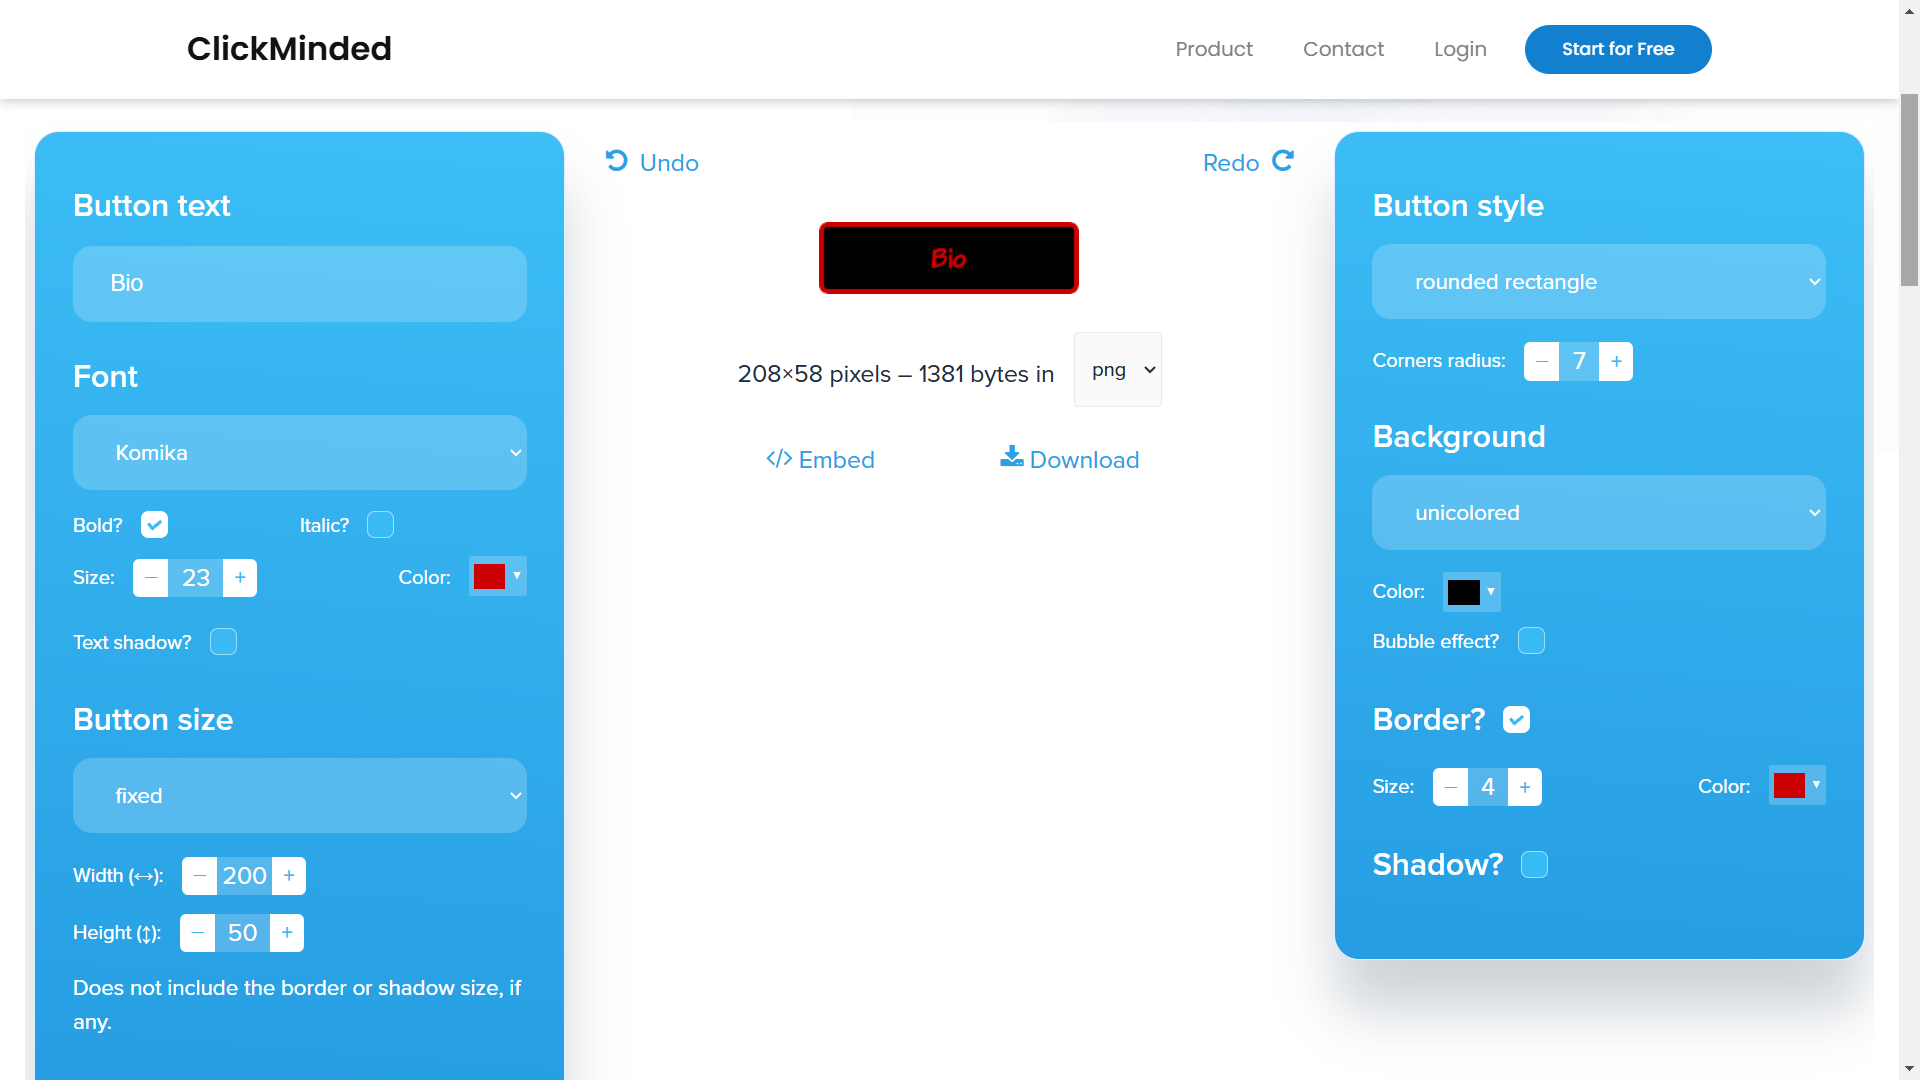 ClickMinded
Product
Contact
Login
Start for Free
Button text
Bio
Font
Komika
Bold?
Italic?
Size:
− 23 +
Color:
Text shadow?
Button size
fixed
Width (↔):
− 200 +
Height (↕):
− 50 +
Does not include the border or shadow size, if
any.
Undo
Redo
Bio
208×58 pixels – 1381 bytes in
png
</> Embed
Download
Button style
rounded rectangle
Corners radius:
− 7 +
Background
unicolored
Color:
Bubble effect?
Border?
Size:
− 4 +
Color:
Shadow?